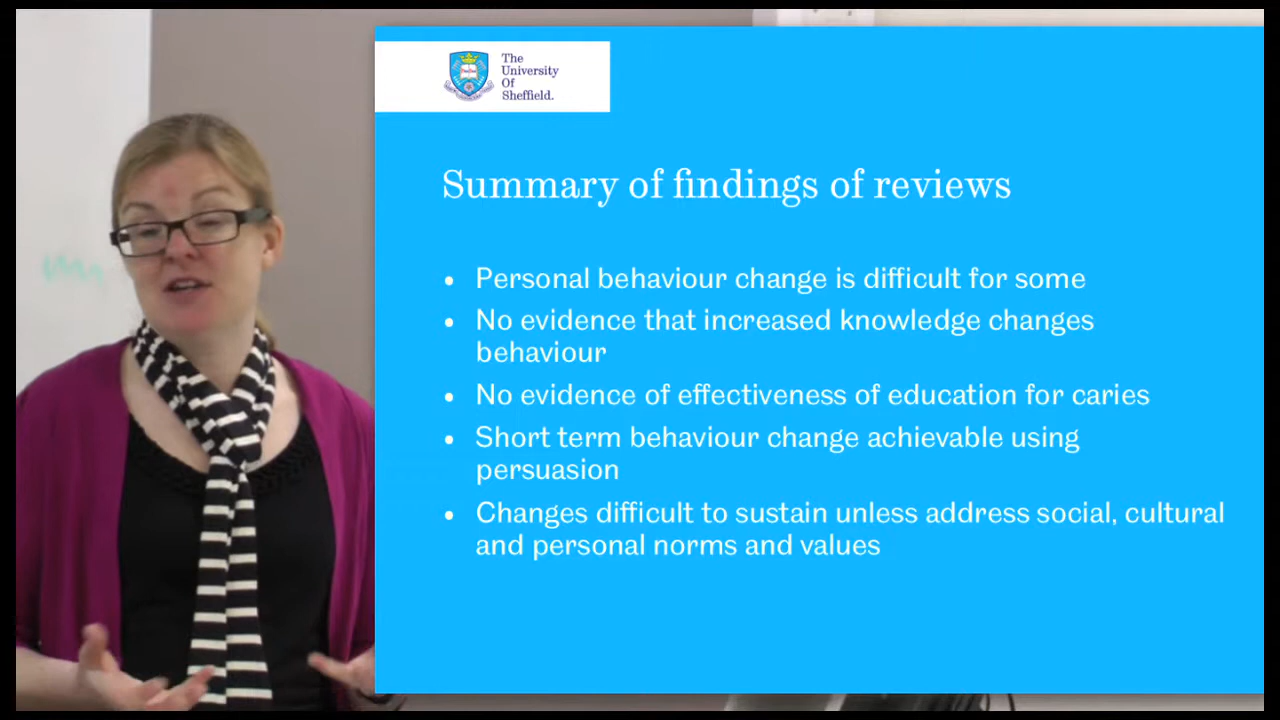 The
University
Of
Sheffield.
Summary of findings of reviews
• Personal behaviour change is difficult for some
• No evidence that increased knowledge changes
behaviour
• No evidence of effectiveness of education for caries
• Short term behaviour change achievable using
persuasion
• Changes difficult to sustain unless address social, cultural
and personal norms and values